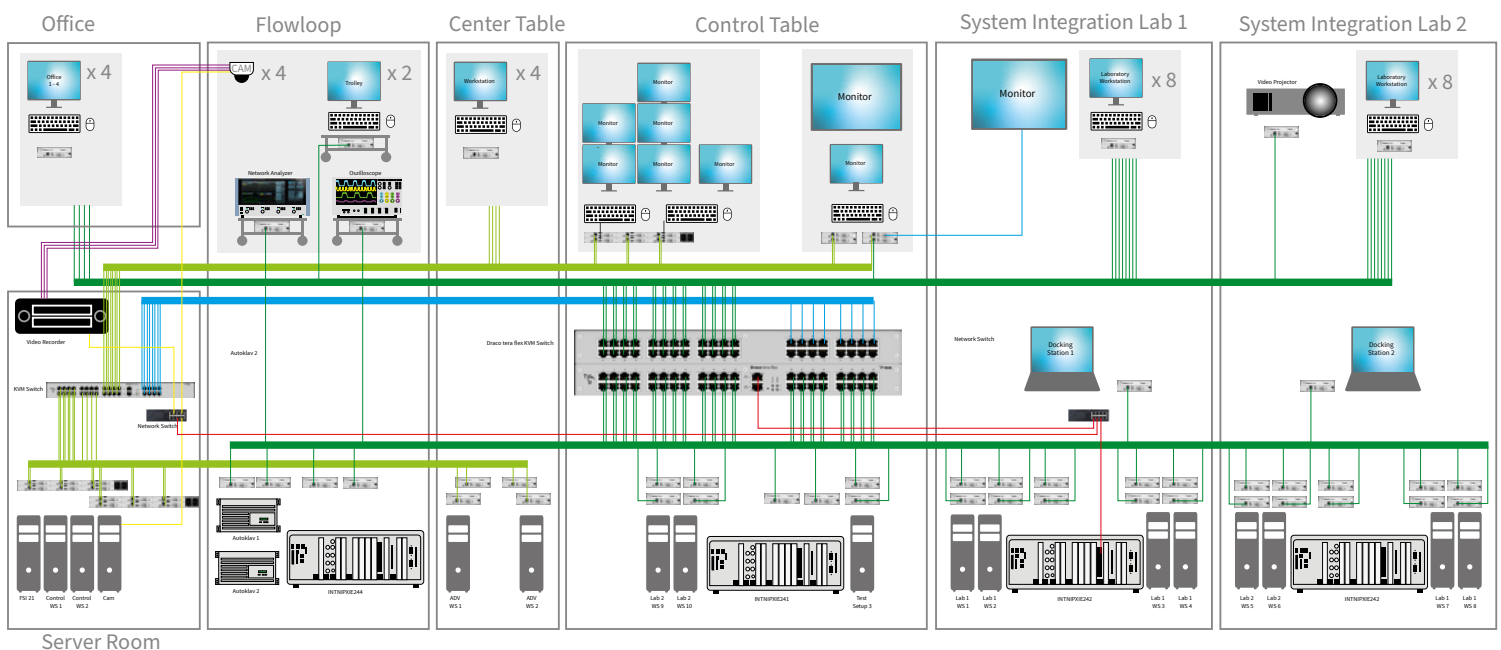 Office
Flowloop
Center Table
Control Table
System Integration Lab 1
System Integration Lab 2
Office
1 - 4
x 4
CAM
x 4
Trolley
x 2
Network Analyzer
Oszilloscope
Workstation
x 4
Monitor
Monitor
Monitor
Monitor
Monitor
Monitor
Monitor
Monitor
Monitor
Laboratory
Workstation
x 8
Video Projector
Laboratory
Workstation
x 8
Video Recorder
Autoklav 2
Draco tera flex KVM Switch
Network Switch
Docking
Station 1
Docking
Station 2
KVM Switch
Network Switch
FSI 21
Control
WS 1
Control
WS 2
Cam
Autoklav 1
Autoklav 2
INTNIPXIE244
ADV
WS 1
ADV
WS 2
Lab 2
WS 9
Lab 2
WS 10
INTNIPXIE241
Test
Setup 3
Lab 1
WS 1
Lab 1
WS 2
INTNIPXIE242
Lab 1
WS 3
Lab 1
WS 4
Lab 2
WS 5
Lab 2
WS 6
INTNIPXIE242
Lab 1
WS 7
Lab 1
WS 8
Server Room